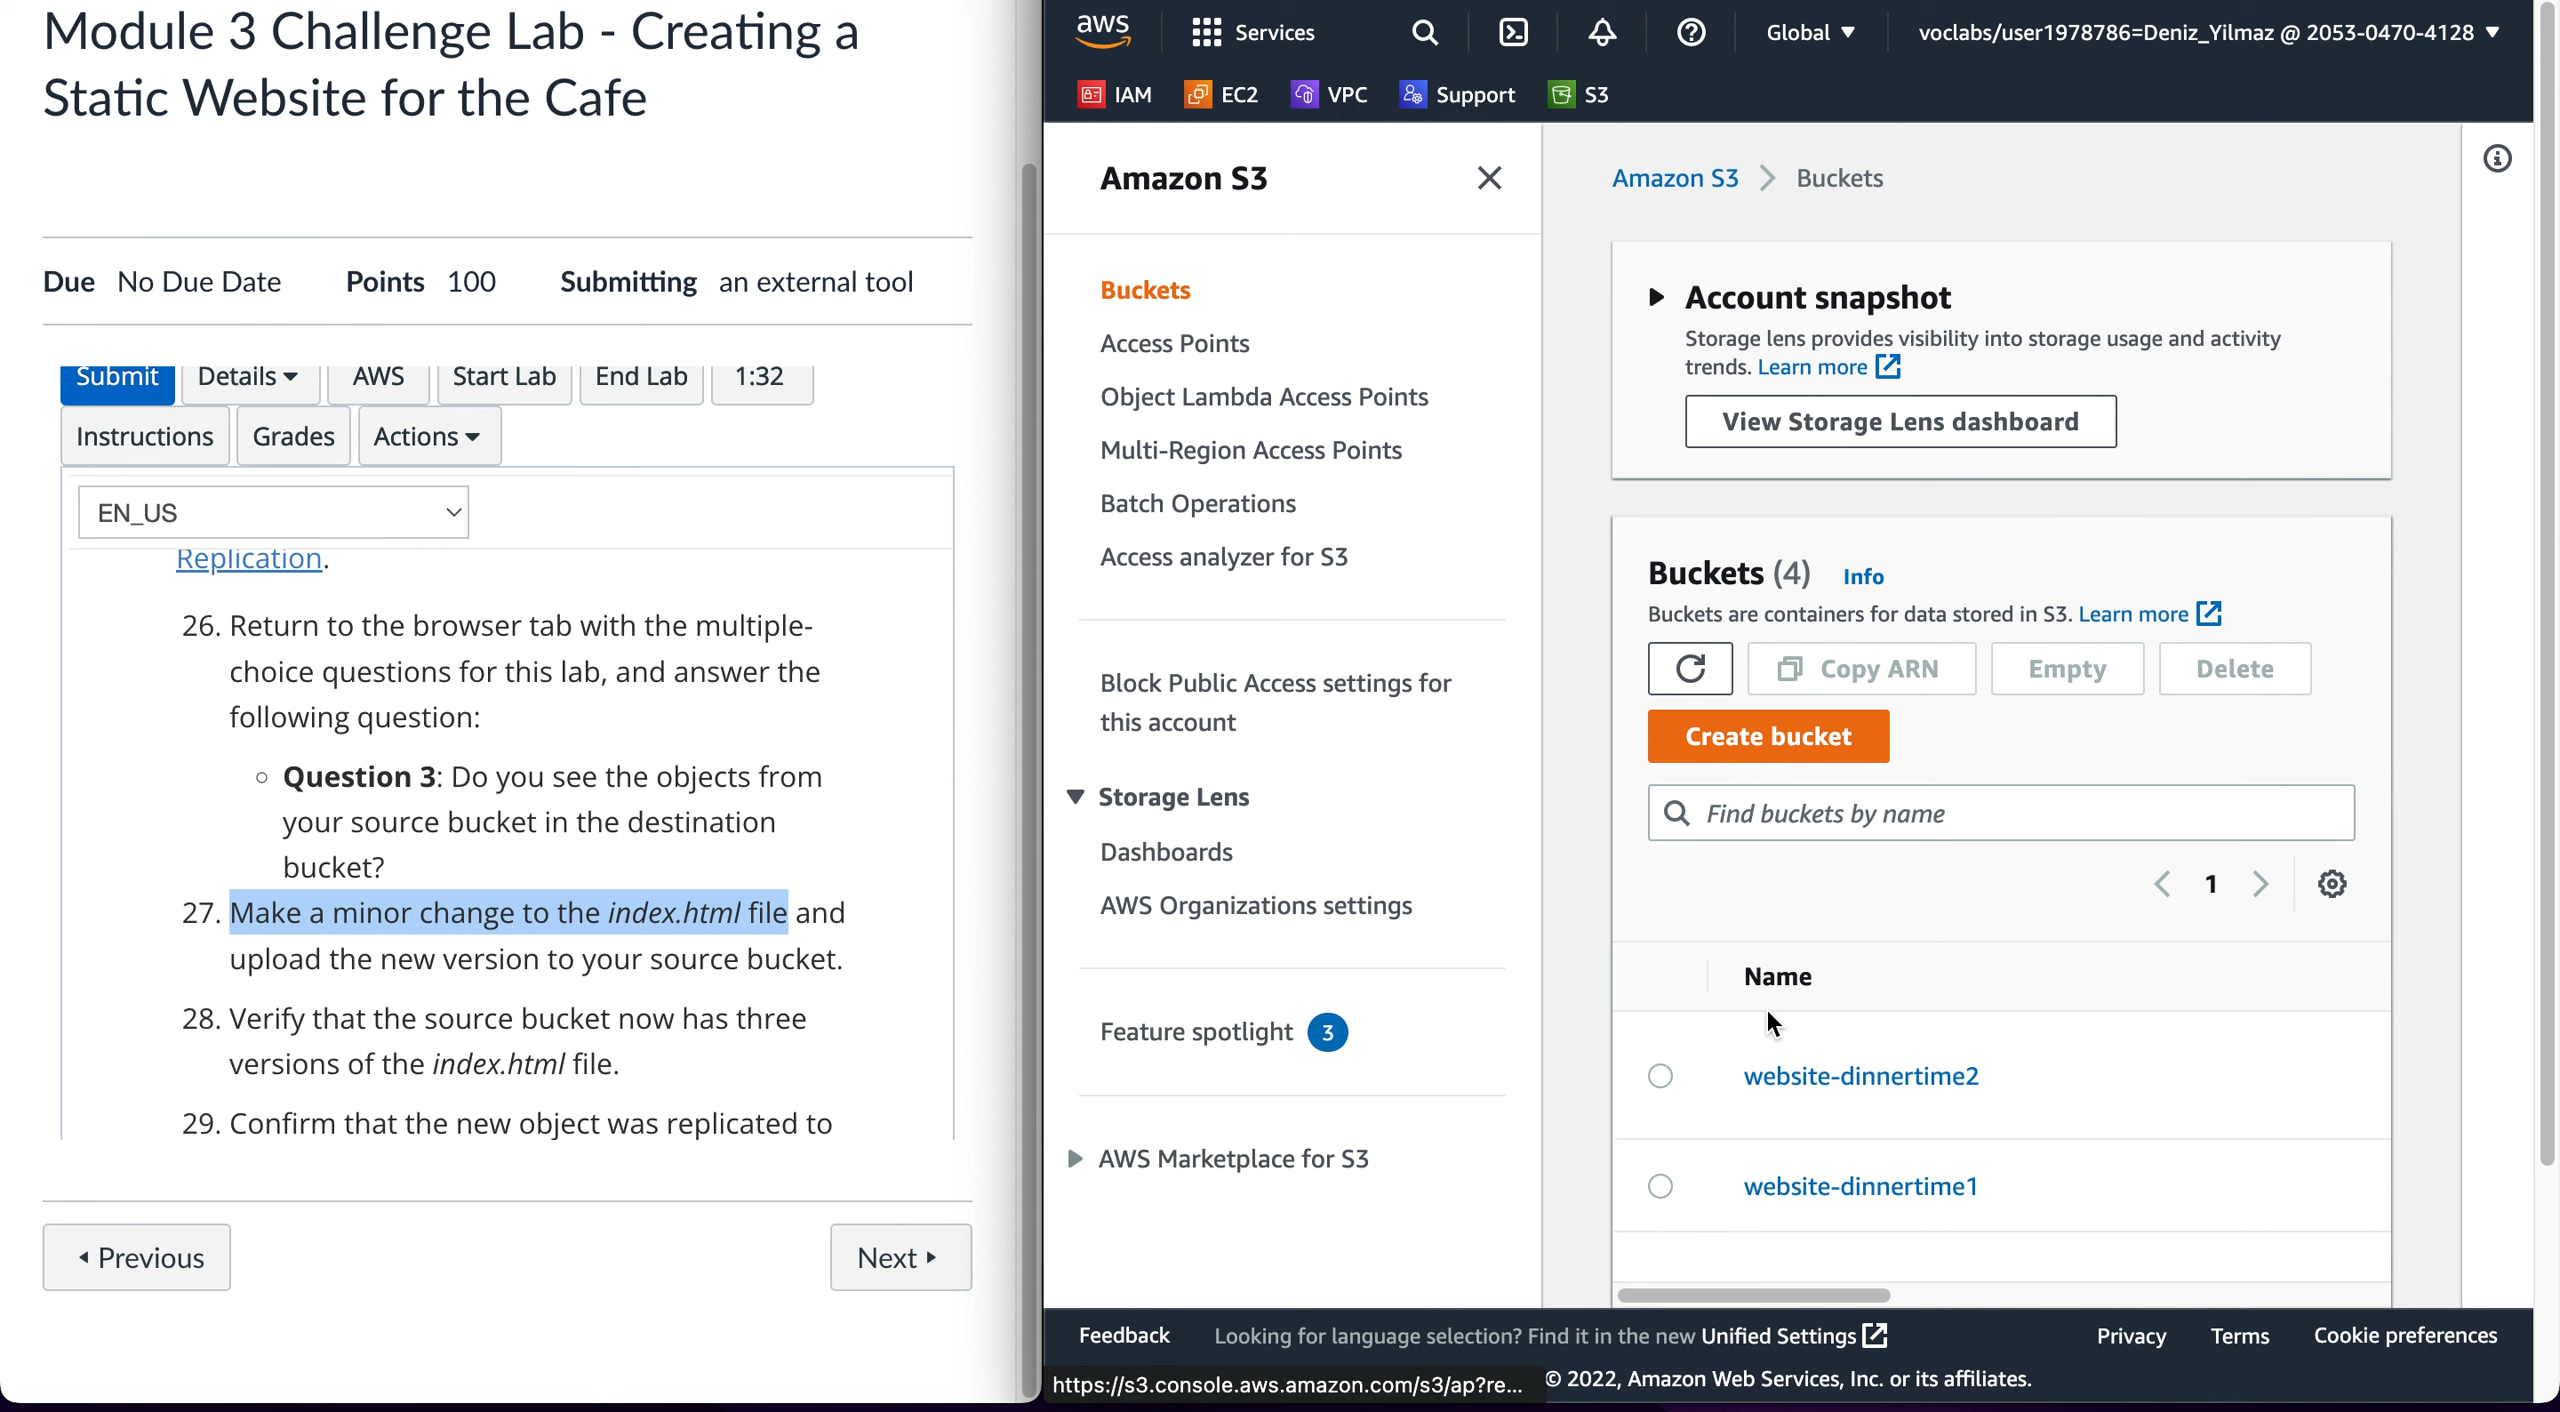 Module 3 Challenge Lab - Creating a
Static Website for the Cafe
Due No Due Date Points 100 Submitting an external tool
Submit Details AWS Start Lab End Lab 1:32
Instructions Grades Actions
EN_US
Replication.
26. Return to the browser tab with the multiple-
choice questions for this lab, and answer the
following question:
Question 3: Do you see the objects from
your source bucket in the destination
bucket?
27. Make a minor change to the index.html file and
upload the new version to your source bucket.
28. Verify that the source bucket now has three
versions of the index.html file.
29. Confirm that the new object was replicated to
Previous
Next
aws Services Global voclabs/user1978786=Deniz_Yilmaz @ 2053-0470-4128
IAM EC2 VPC Support S3
Amazon S3
Buckets
Access Points
Object Lambda Access Points
Multi-Region Access Points
Batch Operations
Access analyzer for S3
Block Public Access settings for
this account
Storage Lens
Dashboards
AWS Organizations settings
Feature spotlight 3
AWS Marketplace for S3
Amazon S3 Buckets
Account snapshot
Storage lens provides visibility into storage usage and activity
trends. Learn more
View Storage Lens dashboard
Buckets (4) Info
Buckets are containers for data stored in S3. Learn more
Copy ARN Empty Delete
Create bucket
Find buckets by name
1
Name
website-dinnertime2
website-dinnertime1
Feedback Looking for language selection? Find it in the new Unified Settings Privacy Terms Cookie preferences
https://s3.console.aws.amazon.com/s3/ap?re...
© 2022, Amazon Web Services, Inc. or its affiliates.